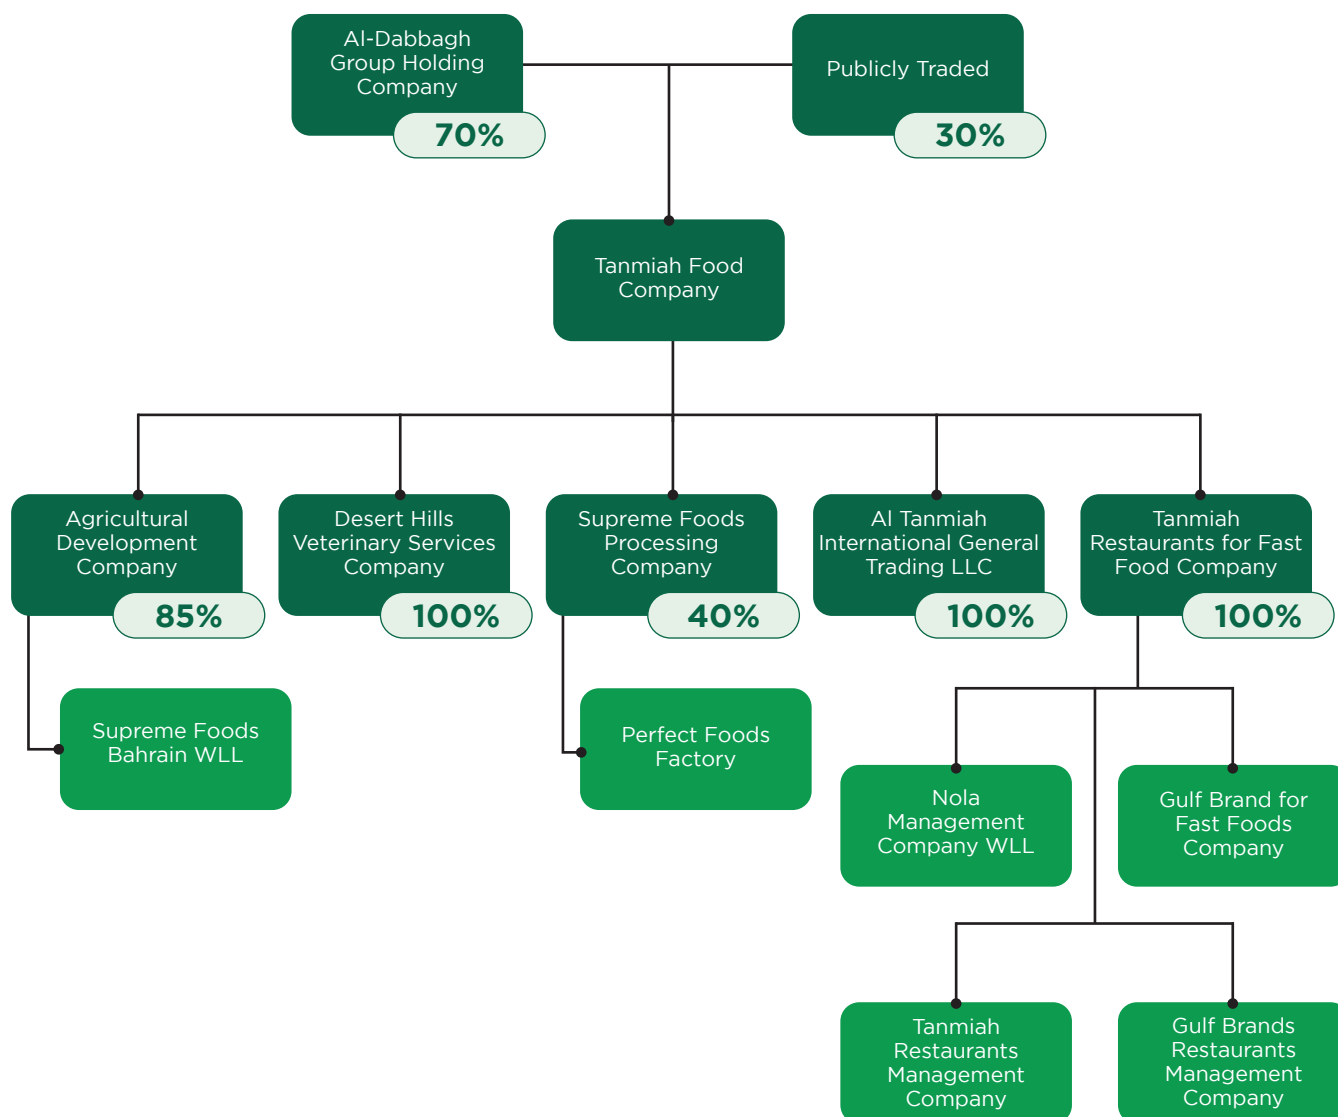 Al-Dabbagh
Group Holding
Company
70%
Publicly Traded
30%
Tanmiah Food
Company
Agricultural
Development
Company
85%
Desert Hills
Veterinary Services
Company
100%
Supreme Foods
Processing
Company
40%
Al Tanmiah
International General
Trading LLC
100%
Tanmiah
Restaurants for Fast
Food Company
100%
Supreme Foods
Bahrain WLL
Perfect Foods
Factory
Nola
Management
Company WLL
Gulf Brand for
Fast Foods
Company
Tanmiah
Restaurants
Management
Company
Gulf Brands
Restaurants
Management
Company